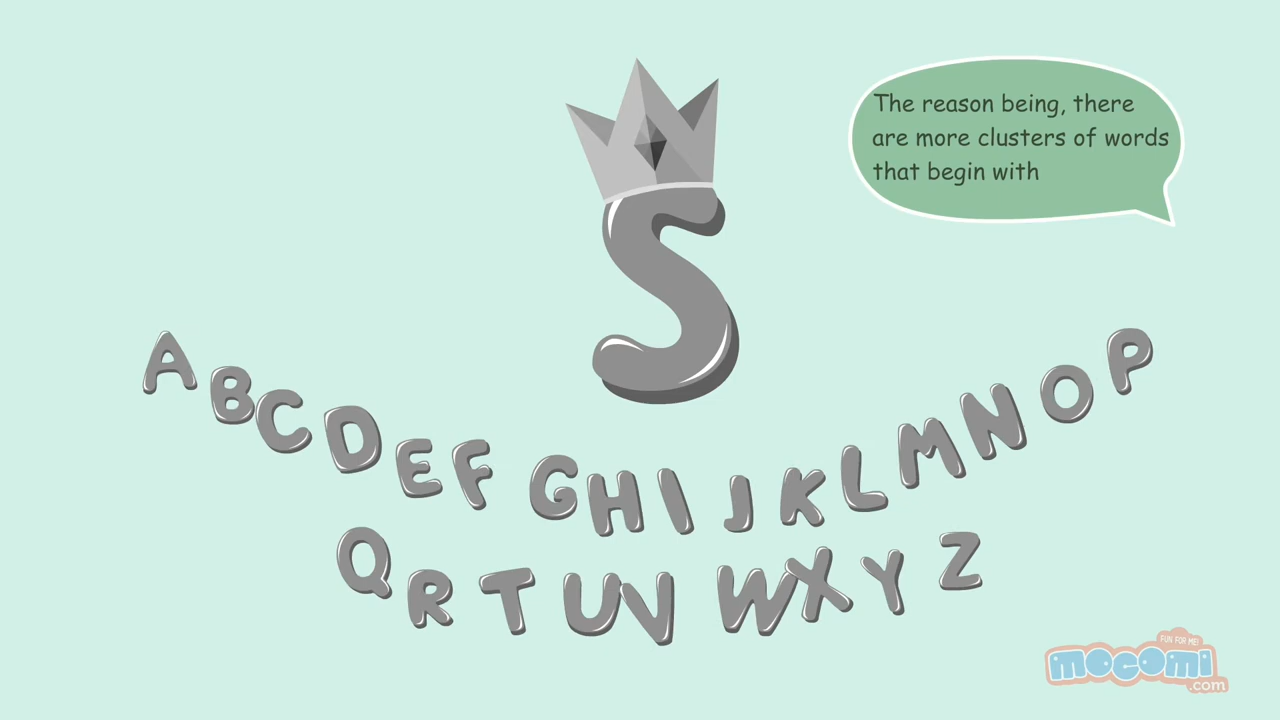 The reason being, there
are more clusters of words
that begin with
S
A B C D E F G H I J K L M N O P
Q R T U V W X Y Z
FUN FOR ME!
mocomi
.com